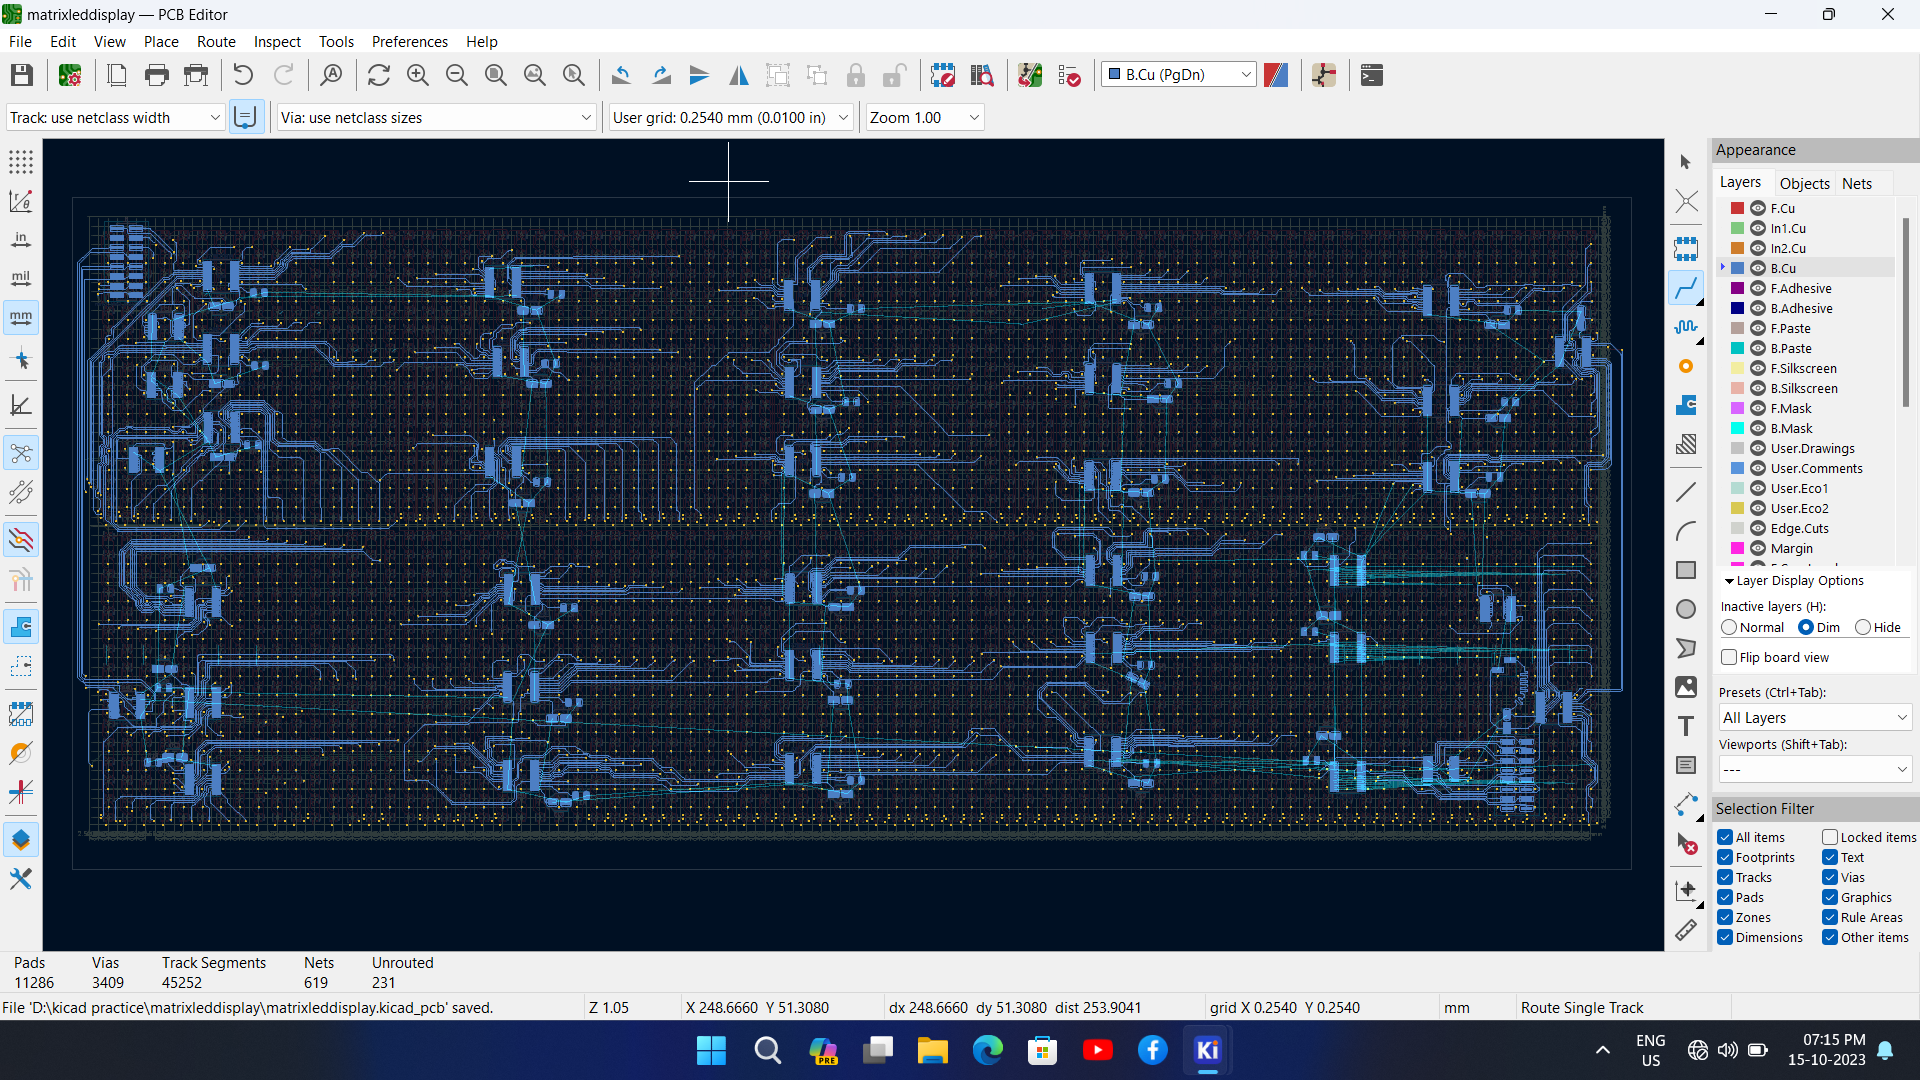 matrixleddisplay — PCB Editor
File Edit View Place Route Inspect Tools Preferences Help
B.Cu (PgDn)
Track: use netclass width
Via: use netclass sizes
User grid: 0.2540 mm (0.0100 in)
Zoom 1.00
in
mil
mm
Appearance
Layers Objects Nets
F.Cu
In1.Cu
In2.Cu
B.Cu
F.Adhesive
B.Adhesive
F.Paste
B.Paste
F.Silkscreen
B.Silkscreen
F.Mask
B.Mask
User.Drawings
User.Comments
User.Eco1
User.Eco2
Edge.Cuts
Margin
Layer Display Options
Inactive layers (H):
Normal Dim Hide
Flip board view
Presets (Ctrl+Tab):
All Layers
Viewports (Shift+Tab):
---
Selection Filter
All items Locked items
Footprints Text
Tracks Vias
Pads Graphics
Zones Rule Areas
Dimensions Other items
Pads Vias Track Segments Nets Unrouted
11286 3409 45252 619 231
File 'D:\kicad practice\matrixleddisplay\matrixleddisplay.kicad_pcb' saved.
Z 1.05
X 248.6660 Y 51.3080
dx 248.6660 dy 51.3080 dist 253.9041
grid X 0.2540 Y 0.2540
mm
Route Single Track
PRE
Ki
ENG
US
07:15 PM
15-10-2023